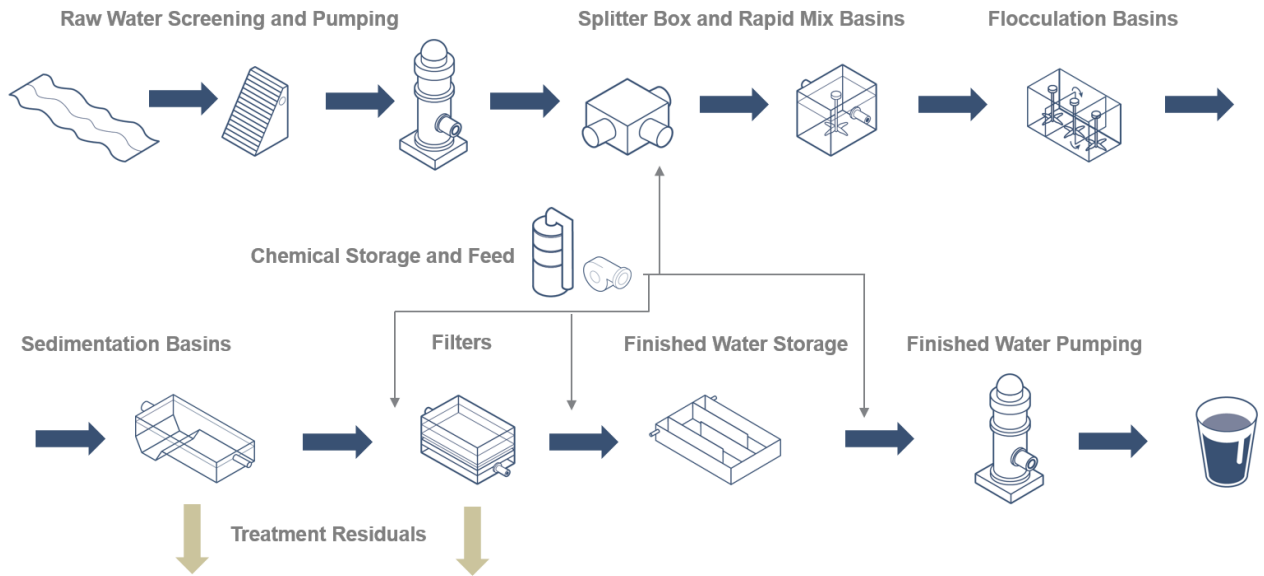 Raw Water Screening and Pumping
Splitter Box and Rapid Mix Basins
Flocculation Basins
Chemical Storage and Feed
Sedimentation Basins
Filters
Finished Water Storage
Finished Water Pumping
Treatment Residuals